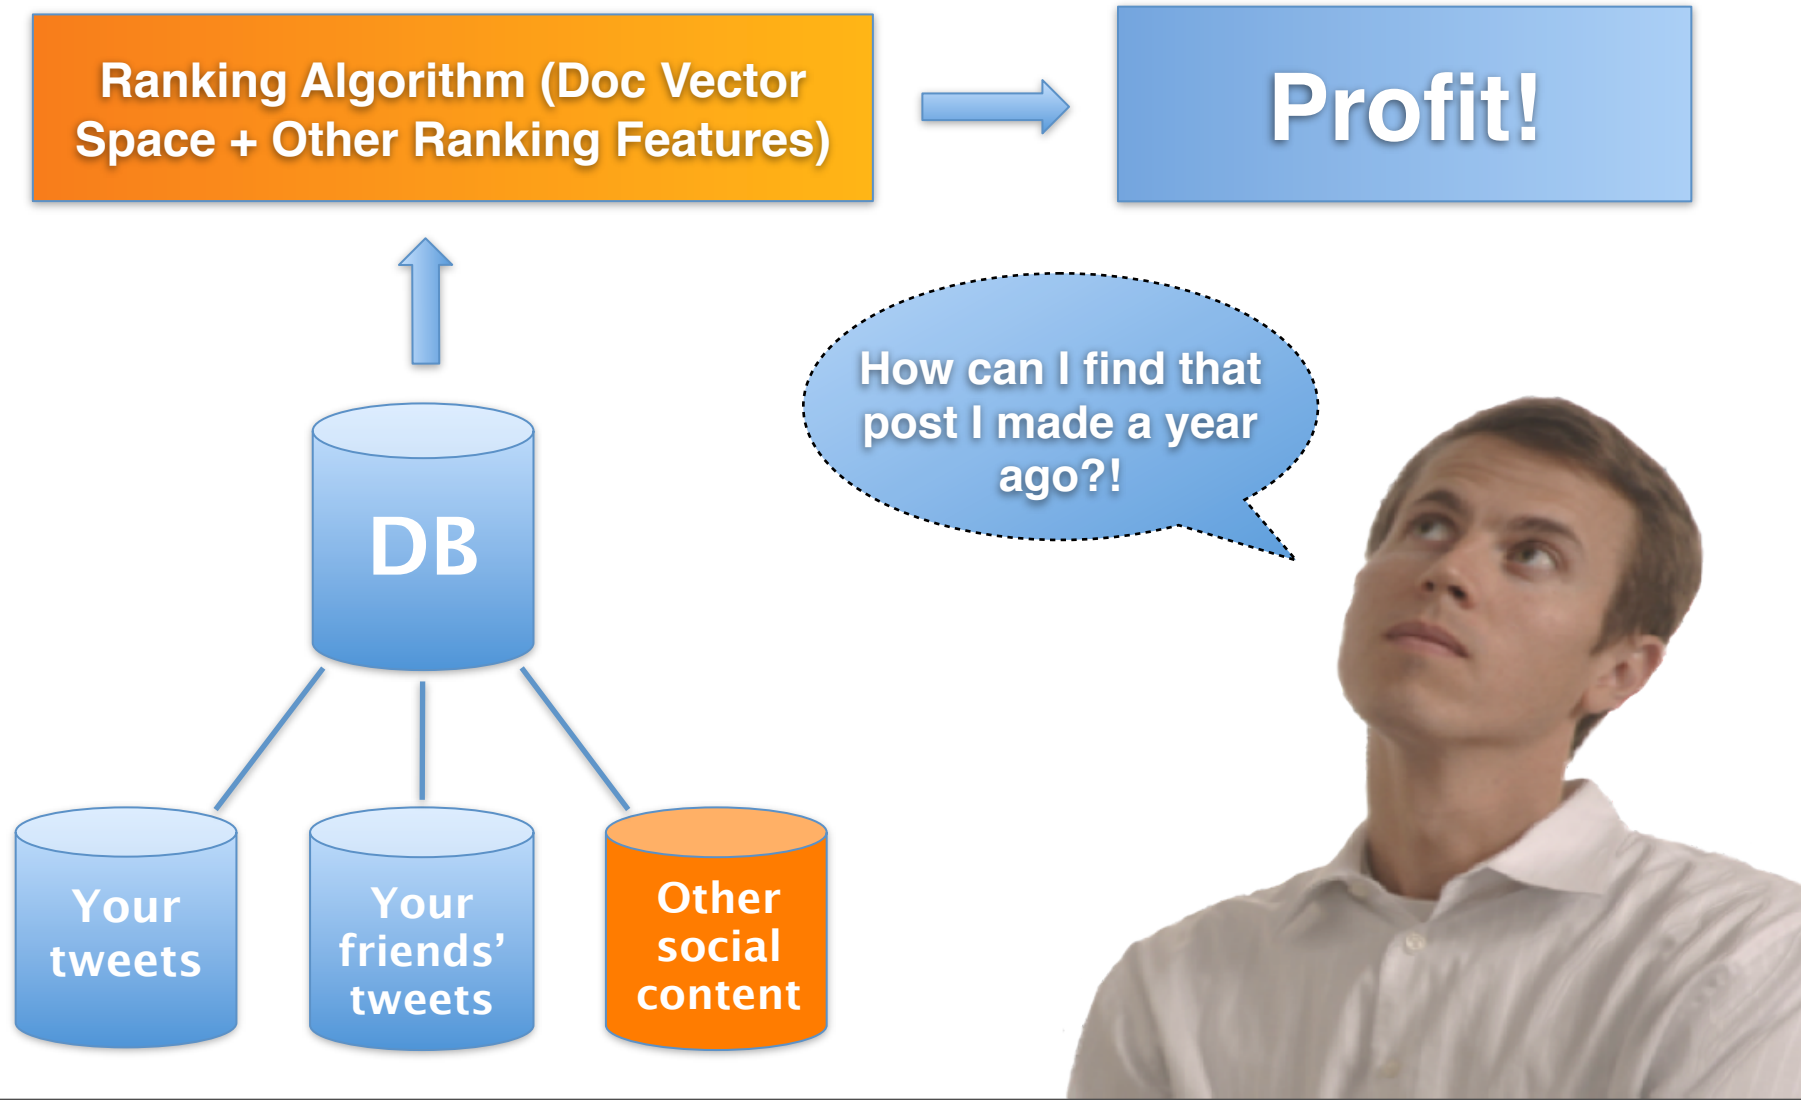 Ranking Algorithm (Doc Vector
Space + Other Ranking Features)
Profit!
How can I find that
post I made a year
ago?!
DB
Your
tweets
Your
friends’
tweets
Other
social
content